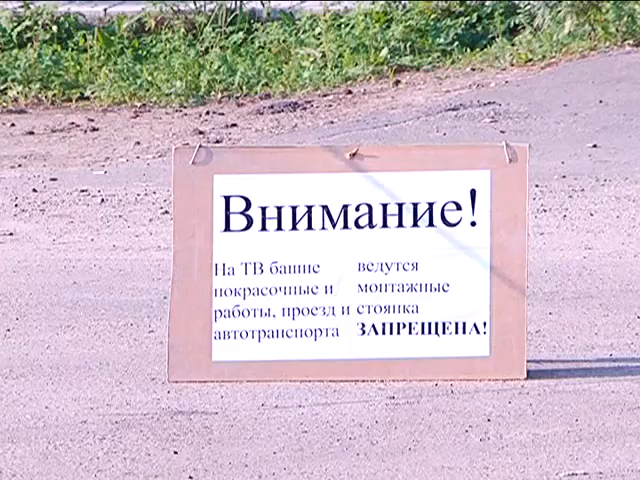 Внимание!
На ТВ башне ведутся
покрасочные и монтажные
работы, проезд и стоянка
автотранспорта ЗАПРЕЩЕНА!